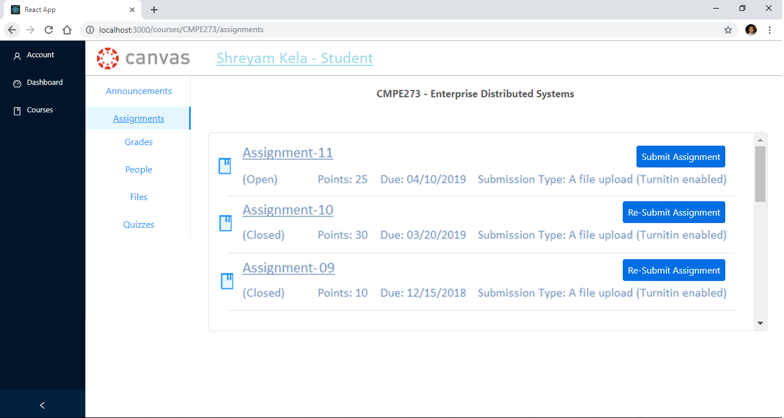 React App
localhost:3000/courses/CMPE273/assignments
Account
Dashboard
Courses
canvas
Shreyam Kela - Student
Announcements
Assignments
Grades
People
Files
Quizzes
CMPE273 - Enterprise Distributed Systems
Assignment-11
Submit Assignment
(Open) Points: 25 Due: 04/10/2019 Submission Type: A file upload (Turnitin enabled)
Assignment-10
Re-Submit Assignment
(Closed) Points: 30 Due: 03/20/2019 Submission Type: A file upload (Turnitin enabled)
Assignment-09
Re-Submit Assignment
(Closed) Points: 10 Due: 12/15/2018 Submission Type: A file upload (Turnitin enabled)